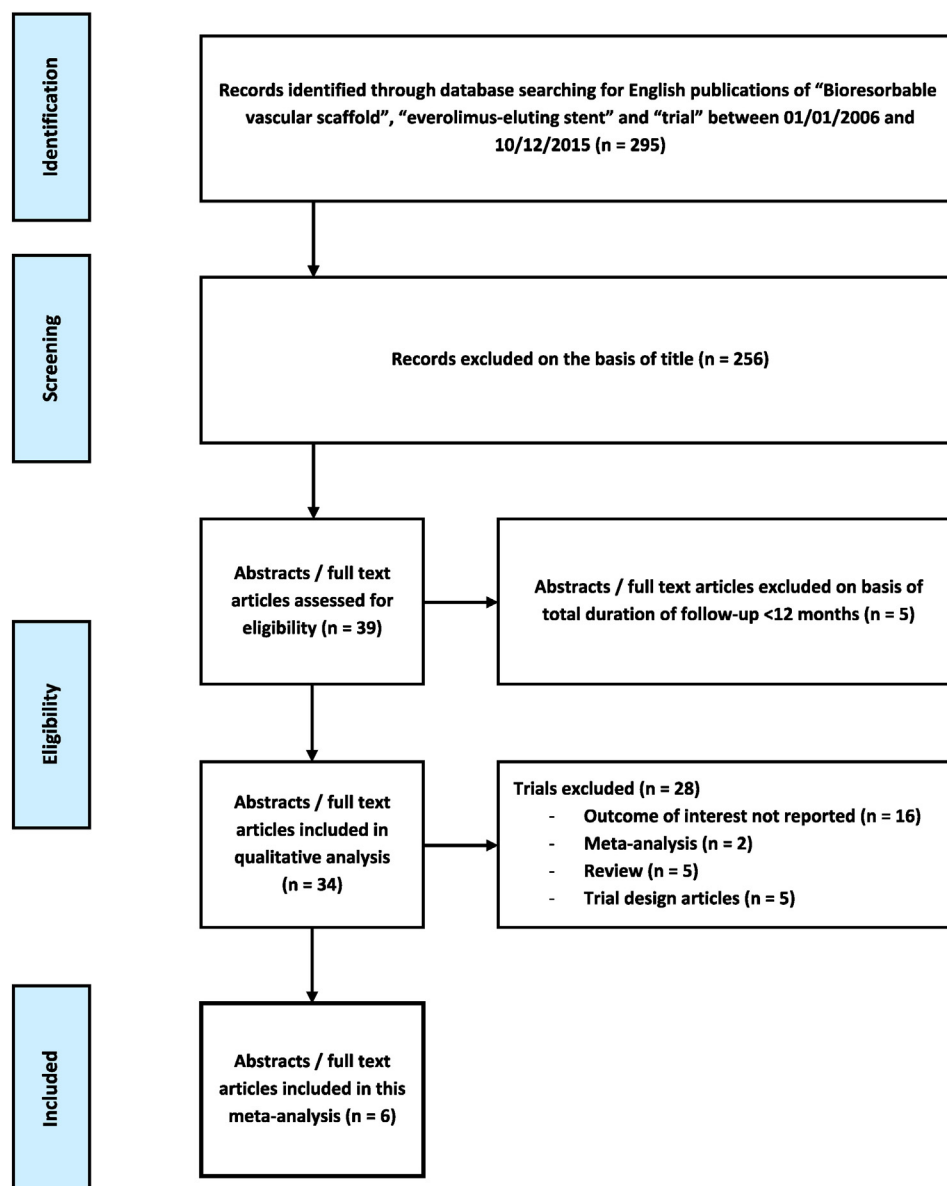 Identification
Records identified through database searching for English publications of “Bioresorbable
vascular scaffold”, “everolimus-eluting stent” and “trial” between 01/01/2006 and
10/12/2015 (n = 295)
Screening
Records excluded on the basis of title (n = 256)
Eligibility
Abstracts / full text
articles assessed for
eligibility (n = 39)
Abstracts / full text articles excluded on basis of
total duration of follow-up <12 months (n = 5)
Abstracts / full text
articles included in
qualitative analysis
(n = 34)
Trials excluded (n = 28)
- Outcome of interest not reported (n = 16)
- Meta-analysis (n = 2)
- Review (n = 5)
- Trial design articles (n = 5)
Included
Abstracts / full text
articles included in this
meta-analysis (n = 6)